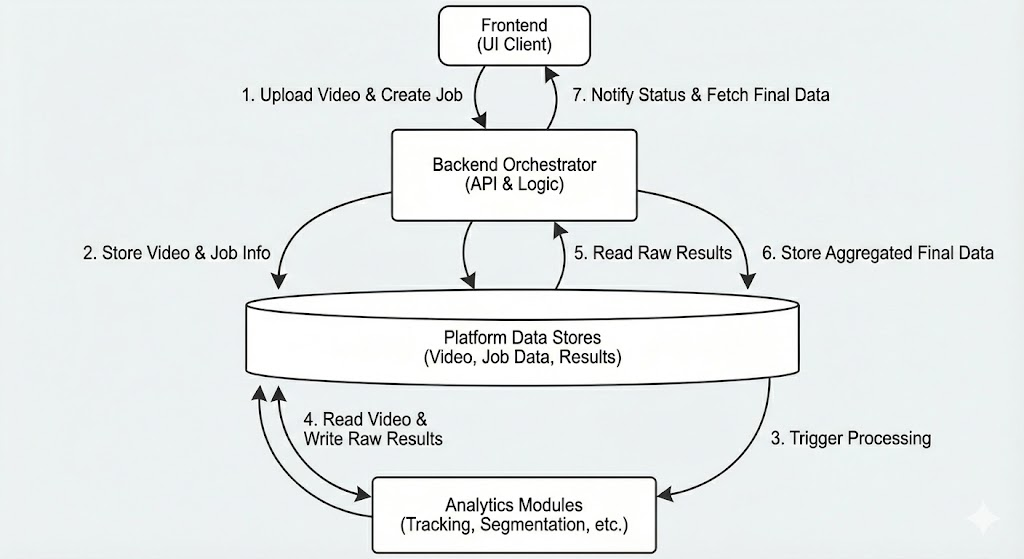 Frontend
(UI Client)
1. Upload Video & Create Job
7. Notify Status & Fetch Final Data
Backend Orchestrator
(API & Logic)
2. Store Video & Job Info
5. Read Raw Results
6. Store Aggregated Final Data
Platform Data Stores
(Video, Job Data, Results)
4. Read Video &
Write Raw Results
3. Trigger Processing
Analytics Modules
(Tracking, Segmentation, etc.)